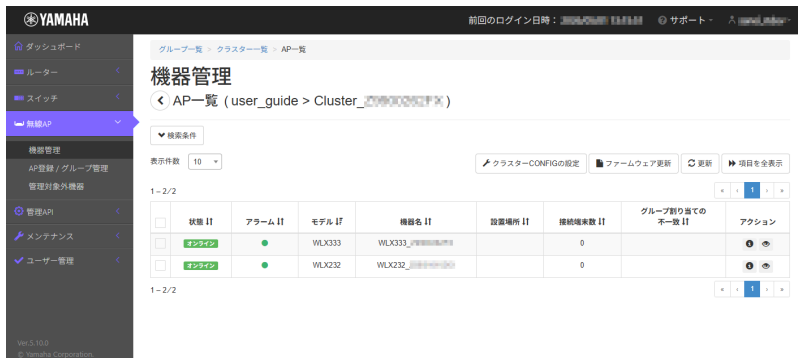 YAMAHA
前回のログイン日時：
サポート
ダッシュボード
ルーター
スイッチ
無線AP
機器管理
AP登録 / グループ管理
管理対象外機器
管理API
メンテナンス
ユーザー管理
Ver.5.10.0
© Yamaha Corporation.
グループ一覧 > クラスター一覧 > AP一覧
機器管理
AP一覧 ( user_guide > Cluster_ )
検索条件
表示件数 10
クラスターCONFIGの設定 ファームウェア更新 更新 項目を全表示
1 – 2 / 2
« ‹ 1 › »
状態 アラーム モデル 機器名 設置場所 接続端末数 グループ割り当ての不一致 アクション
オンライン WLX333 WLX333_ 0
オンライン WLX232 WLX232_ 0
1 – 2 / 2
« ‹ 1 › »